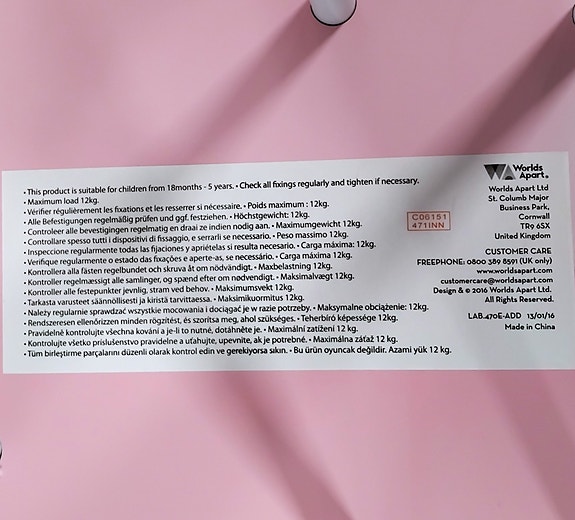 • This product is suitable for children from 18months - 5 years. • Check all fixings regularly and tighten if necessary.
• Maximum load 12kg.
• Vérifier régulièrement les fixations et les resserrer si nécessaire. • Poids maximum : 12kg.
• Alle Befestigungen regelmäßig prüfen und ggf. festziehen. • Höchstgewicht: 12kg.
• Controleer alle bevestigingen regelmatig en draai ze indien nodig aan. • Maximumgewicht 12kg.
• Controllare spesso tutti i dispositivi di fissaggio, e serrarli se necessario. • Peso massimo 12kg.
• Inspeccione regularmente todas las fijaciones y apriételas si resulta necesario. • Carga máxima: 12kg.
• Verifique regularmente o estado das fixações e aperte-as, se necessário. • Carga máxima 12kg.
• Kontrollera alla fästen regelbundet och skruva åt om nödvändigt. • Maxbelastning 12kg.
• Kontroller regelmæssigt alle samlinger, og spænd efter om nødvendigt. • Maksimalvægt 12kg.
• Kontroller alle festepunkter jevnlig, stram ved behov. • Maksimumsvekt 12kg.
• Tarkasta varusteet säännöllisesti ja kiristä tarvittaessa. • Maksimikuormitus 12kg.
• Należy regularnie sprawdzać wszystkie mocowania i dociągać je w razie potrzeby. • Maksymalne obciążenie: 12kg.
• Rendszeresen ellenőrizzen minden rögzítést, és szorítsa meg, ahol szükséges. • Teherbíró képessége 12kg.
• Pravidelně kontrolujte všechna kování a je-li to nutné, dotáhněte je. • Maximální zatížení 12 kg.
• Kontrolujte všetko príslušenstvo pravidelne a uťahujte, upevnite, ak je potrebné. • Maximálna záťaž 12 kg.
• Tüm birleştirme parçalarını düzenli olarak kontrol edin ve gerekiyorsa sıkın. • Bu ürün oyuncak değildir. Azami yük 12 kg.
C06151
471INN
WA Worlds
Apart®
Worlds Apart Ltd
St. Columb Major
Business Park,
Cornwall
TR9 6SX
United Kingdom
CUSTOMER CARE
FREEPHONE: 0800 389 8591 (UK only)
www.worldsapart.com
customercare@worldsapart.com
Design & © 2016 Worlds Apart Ltd.
All Rights Reserved.
LAB.470E-ADD 13/01/16
Made in China